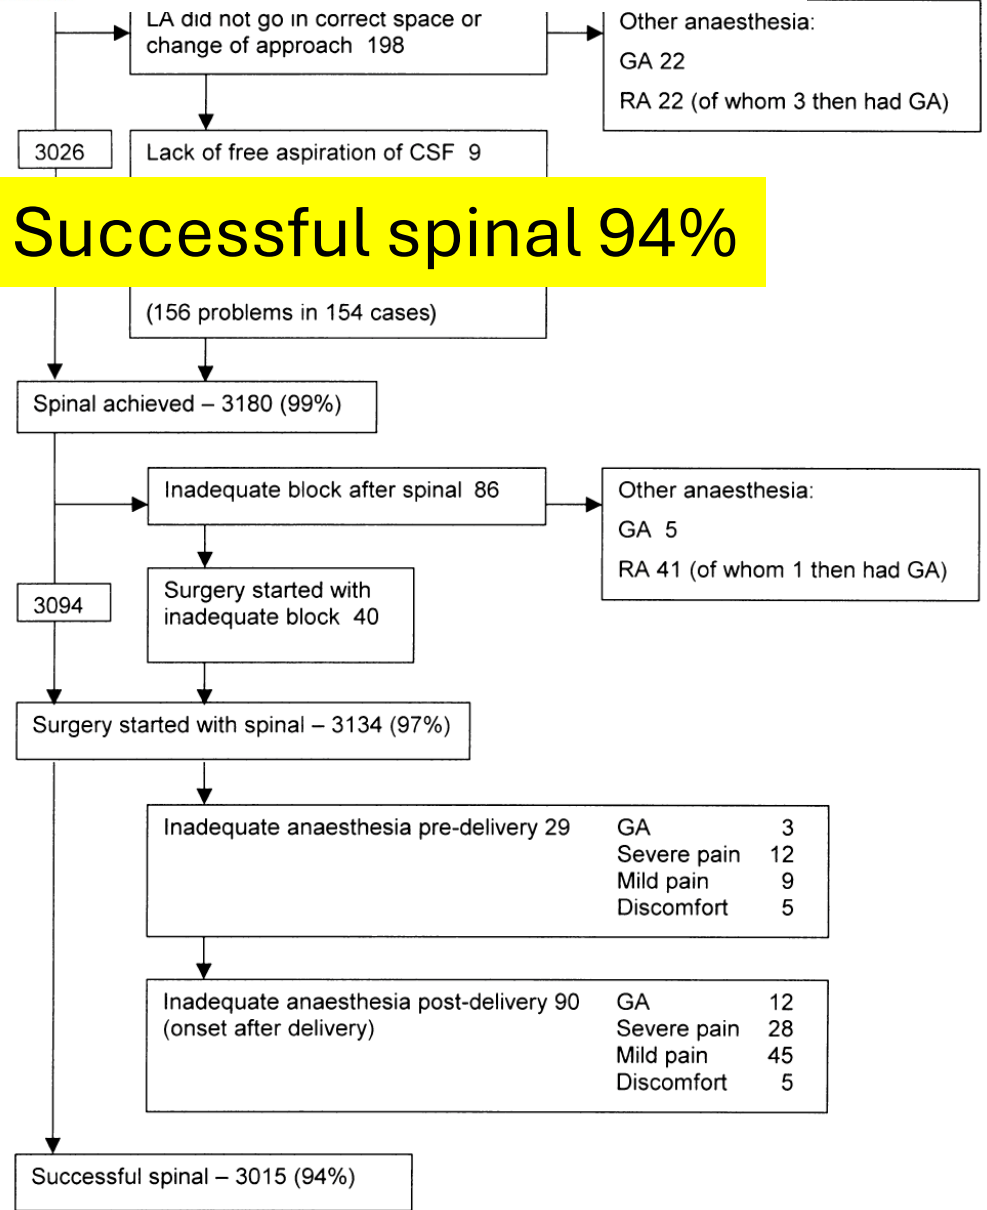 LA did not go in correct space or
change of approach 198
Other anaesthesia:
GA 22
RA 22 (of whom 3 then had GA)
3026
Lack of free aspiration of CSF 9
Successful spinal 94%
(156 problems in 154 cases)
Spinal achieved – 3180 (99%)
Inadequate block after spinal 86
Other anaesthesia:
GA 5
RA 41 (of whom 1 then had GA)
3094
Surgery started with
inadequate block 40
Surgery started with spinal – 3134 (97%)
Inadequate anaesthesia pre-delivery 29 GA 3
Severe pain 12
Mild pain 9
Discomfort 5
Inadequate anaesthesia post-delivery 90 GA 12
(onset after delivery) Severe pain 28
Mild pain 45
Discomfort 5
Successful spinal – 3015 (94%)